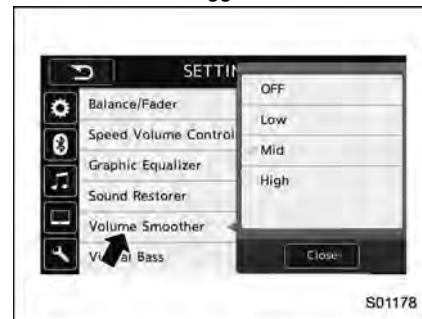 SETTIN
Balance/Fader
Speed Volume Control
Graphic Equalizer
Sound Restorer
Volume Smoother
Bass
OFF
Low
Mid
High
Close
S01178